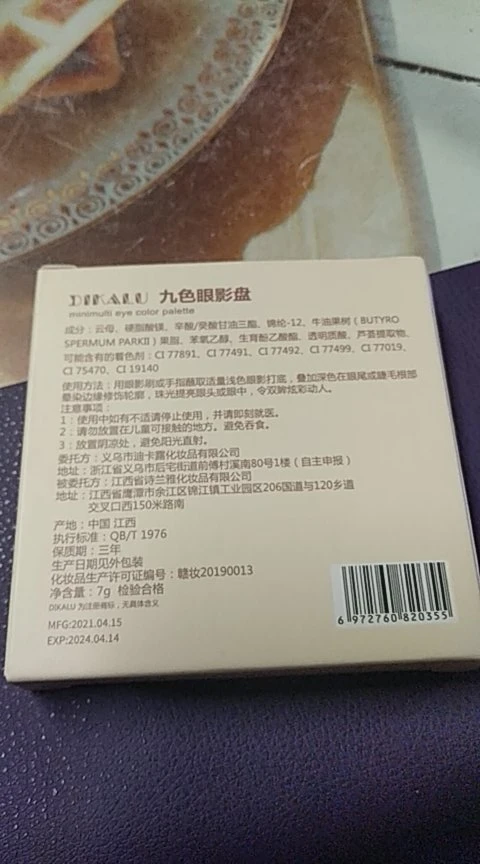 DIKALU 九色眼影盘
minimulti eye color palette
成分：云母、硬脂酸镁、辛酸/癸酸甘油三酯、锦纶-12、牛油果树（BUTYRO
SPERMUM PARKII）果脂、苯氧乙醇、生育酚乙酸酯、透明质酸、芦荟提取物、
可能含有的着色剂：CI 77891、CI 77491、CI 77492、CI 77499、CI 77019、
CI 75470、CI 19140
使用方法：用眼影刷或手指蘸取适量浅色眼影打底，叠加深色在眼尾或睫毛根部
晕染边缘修饰轮廓，珠光提亮眼头或眼中，令双眸炫彩动人。
注意事项：
1：使用中如有不适请停止使用，并请即刻就医。
2：请勿放置在儿童可接触的地方。避免吞食。
3：放置阴凉处，避免阳光直射。
委托方：义乌市迪卡露化妆品有限公司
地址：浙江省义乌市后宅街道前傅村溪南80号1楼（自主申报）
被委托方：江西省诗兰雅化妆品有限公司
地址：江西省鹰潭市余江区锦江镇工业园区206国道与120乡道
交叉口西150米路南
产地：中国 江西
执行标准：QB/T 1976
保质期：三年
生产日期见外包装
化妆品生产许可证编号：赣妆20190013
净含量：7g 检验合格
DIKALU 为注册商标，无具体含义
MFG:2021.04.15
EXP:2024.04.14
6 972760 820355